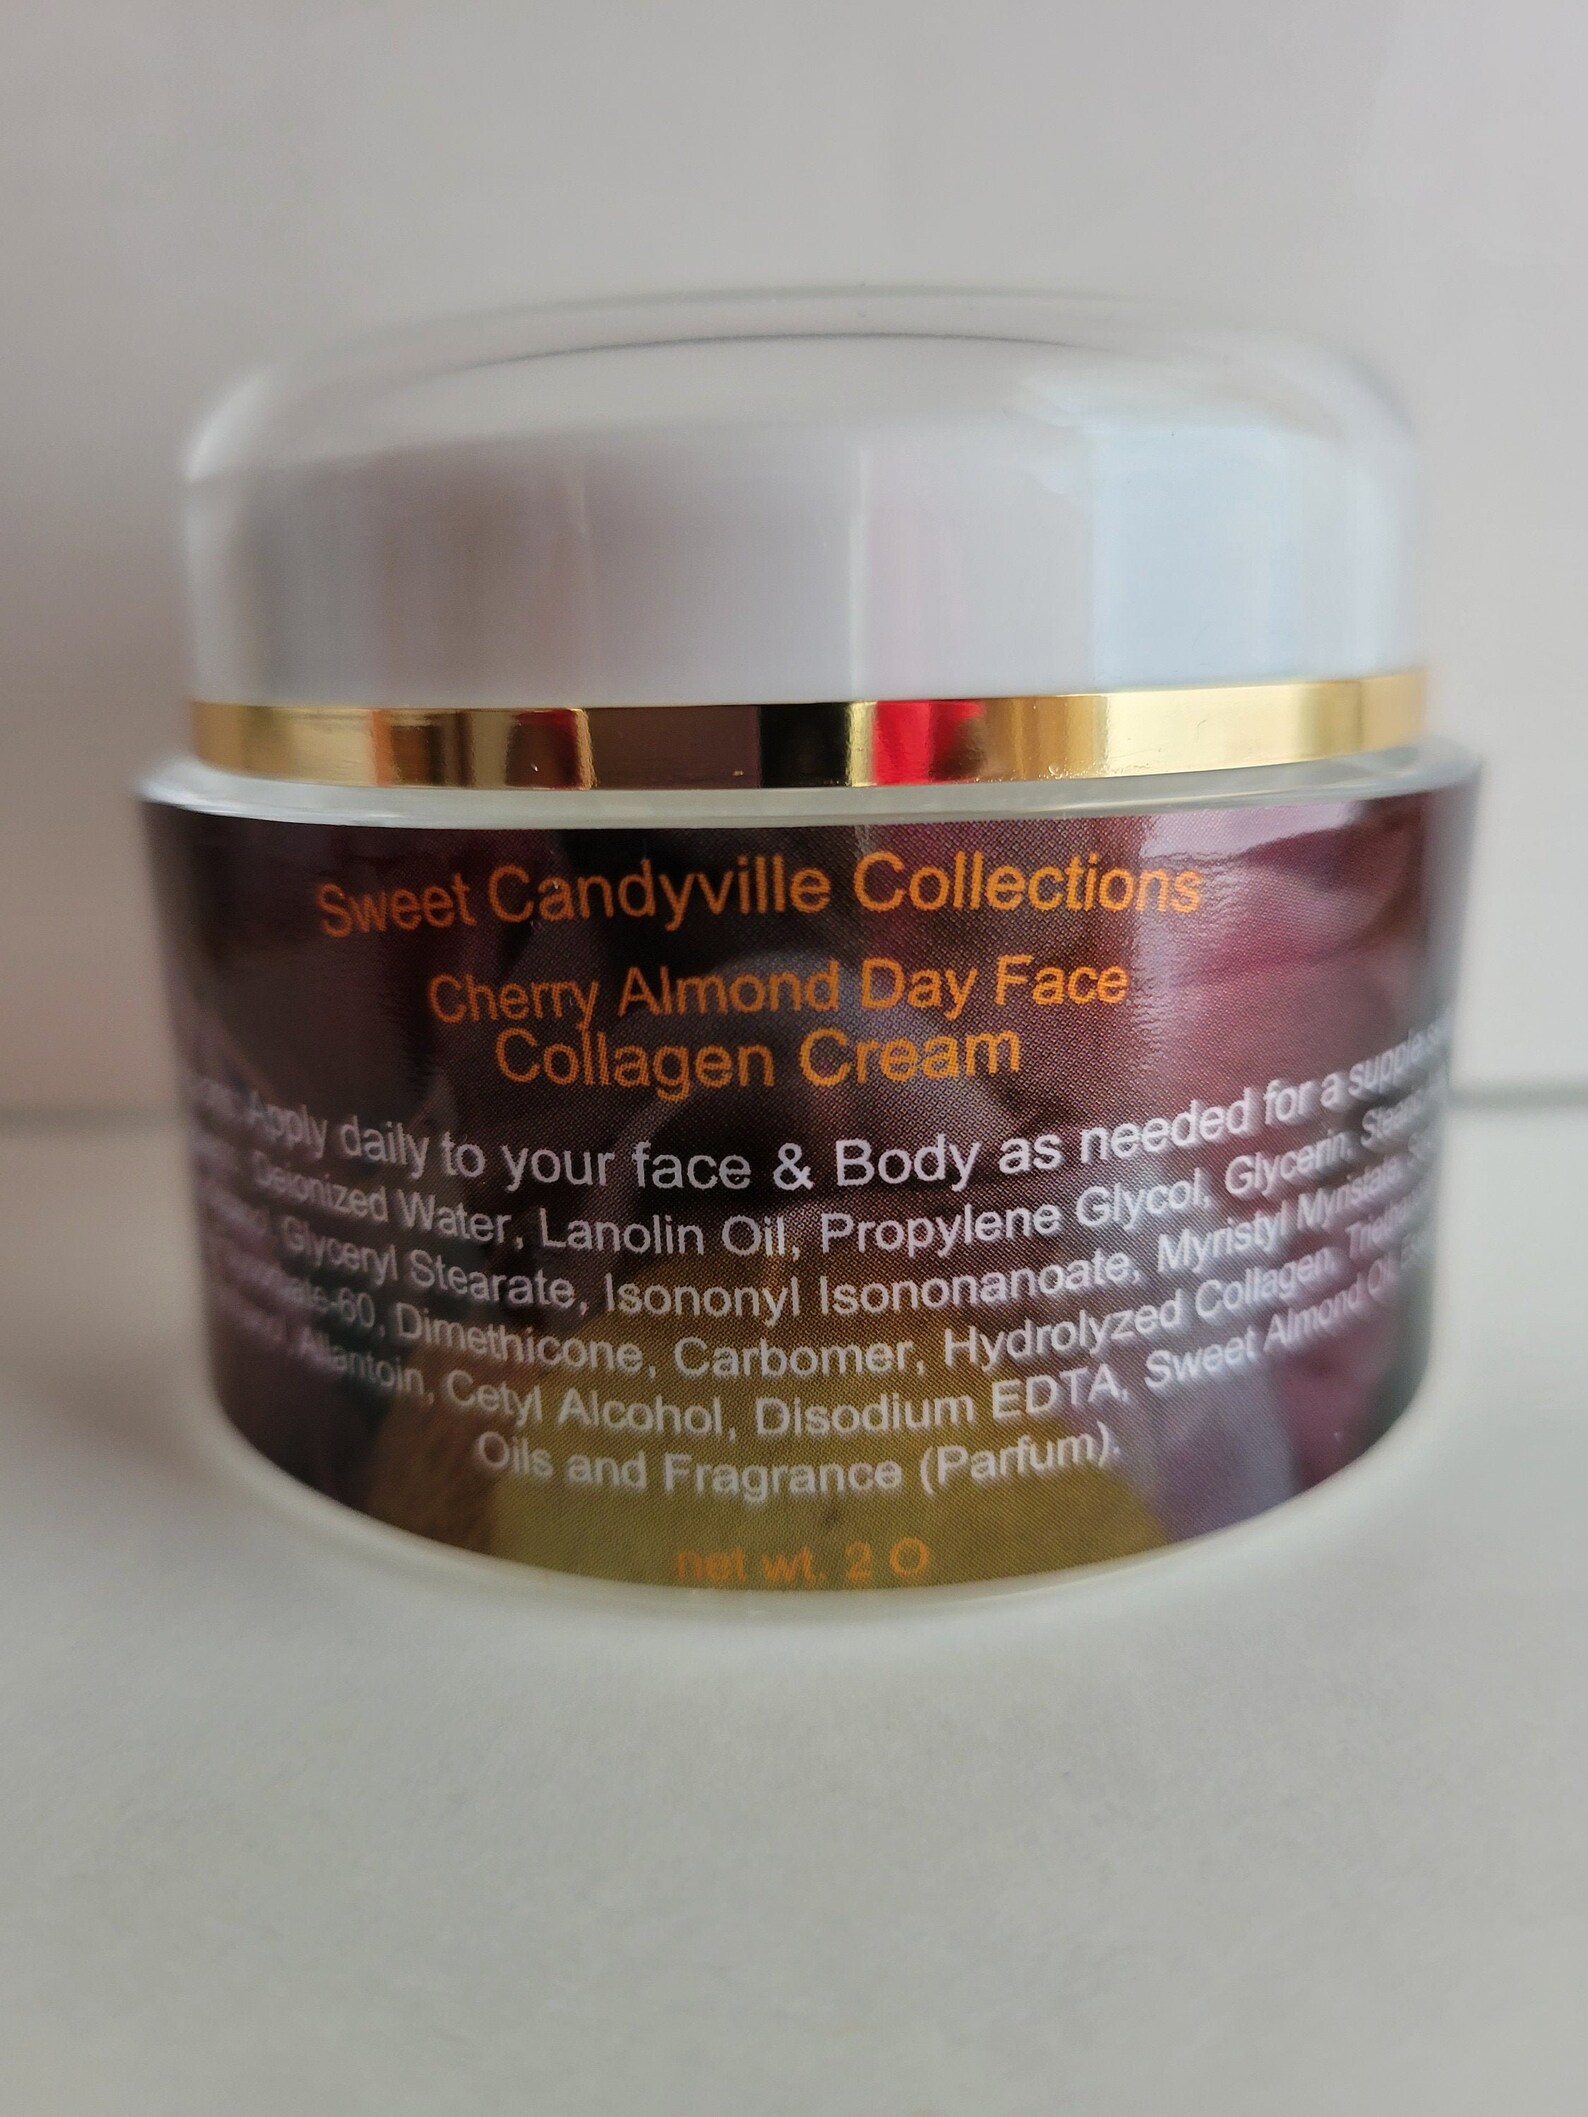 Sweet Candyville Collections
Cherry Almond Day Face
Collagen Cream
Apply daily to your face & Body as needed for a
Deionized Water, Lanolin Oil, Propylene Glycol, Glycerin,
Glyceryl Stearate, Isononyl Isononanoate, Myristyl Myristate,
-60, Dimethicone, Carbomer, Hydrolyzed Collagen,
Allantoin, Cetyl Alcohol, Disodium EDTA, Sweet Almond Oil,
Oils and Fragrance (Parfum).
net wt. 2 O